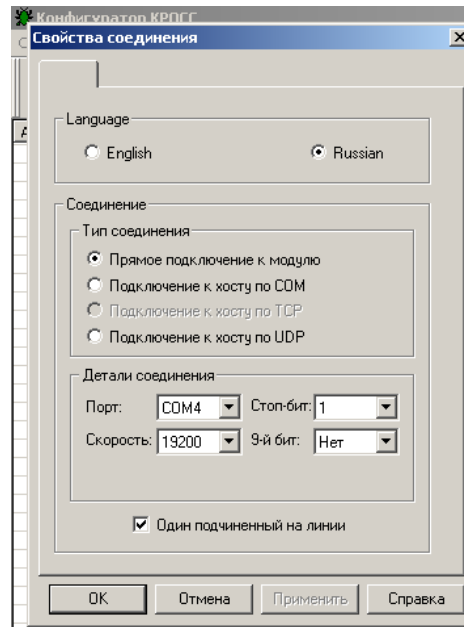 Конфигуратор КРОСС
Свойства соединения
Language
English
Russian
Соединение
Тип соединения
Прямое подключение к модулю
Подключение к хосту по COM
Подключение к хосту по TCP
Подключение к хосту по UDP
Детали соединения
Порт: COM4 Стоп-бит: 1
Скорость: 19200 9-й бит: Нет
Один подчиненный на линии
OK Отмена Применить Справка